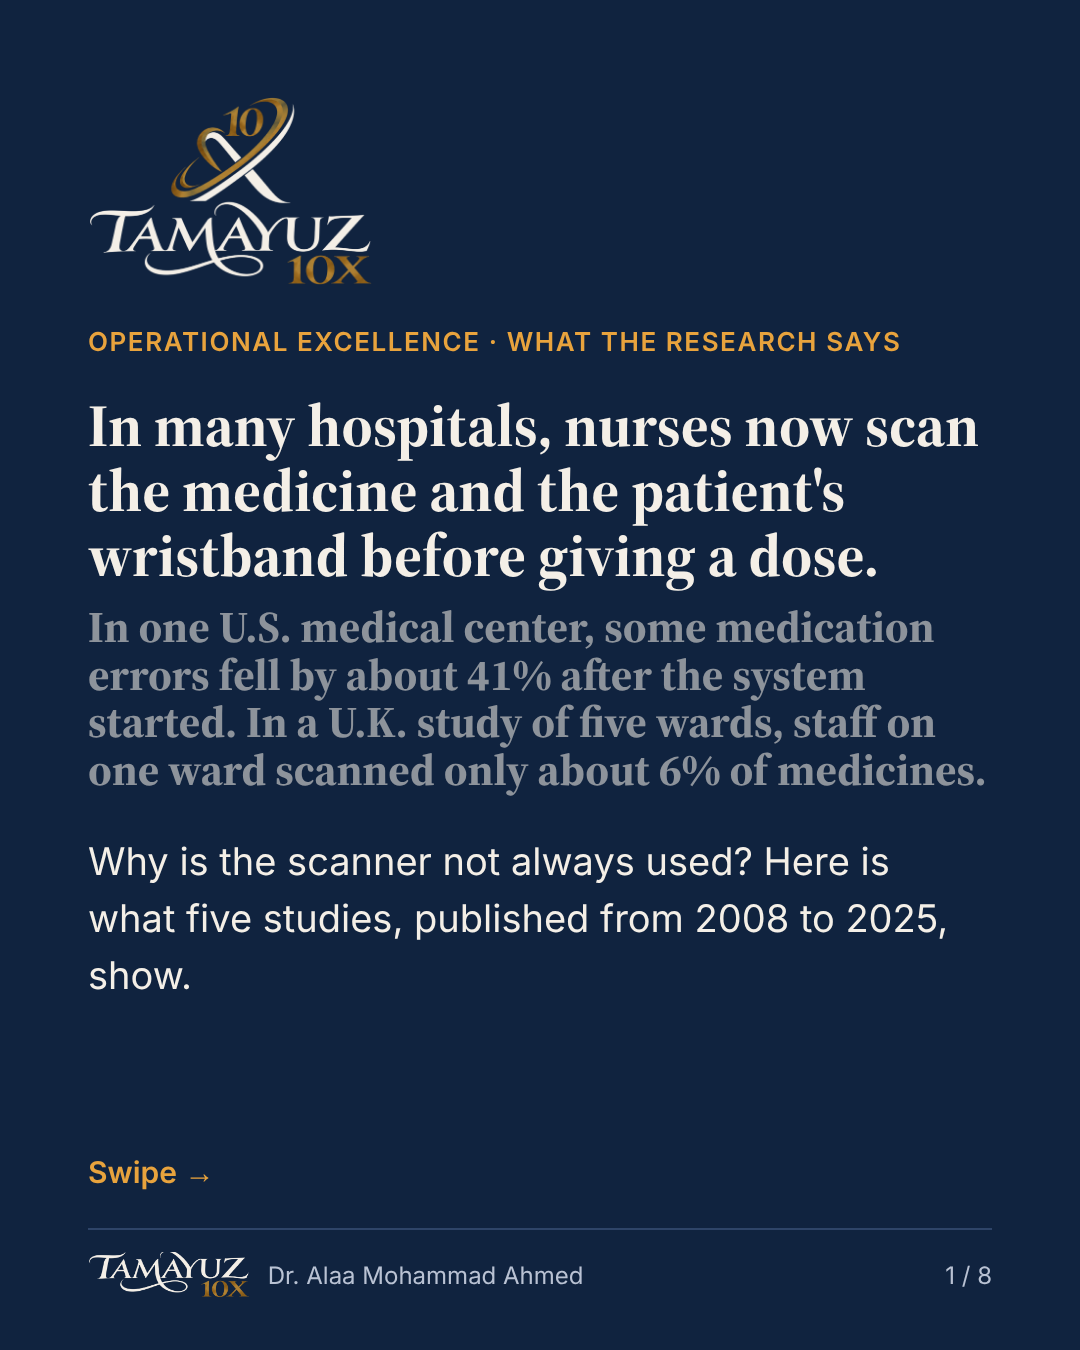 10
TAMAYUZ
10X
OPERATIONAL EXCELLENCE · WHAT THE RESEARCH SAYS
In many hospitals, nurses now scan
the medicine and the patient's
wristband before giving a dose.
In one U.S. medical center, some medication
errors fell by about 41% after the system
started. In a U.K. study of five wards, staff on
one ward scanned only about 6% of medicines.
Why is the scanner not always used? Here is
what five studies, published from 2008 to 2025,
show.
Swipe →
TAMAYUZ
10X
Dr. Alaa Mohammad Ahmed
1 / 8